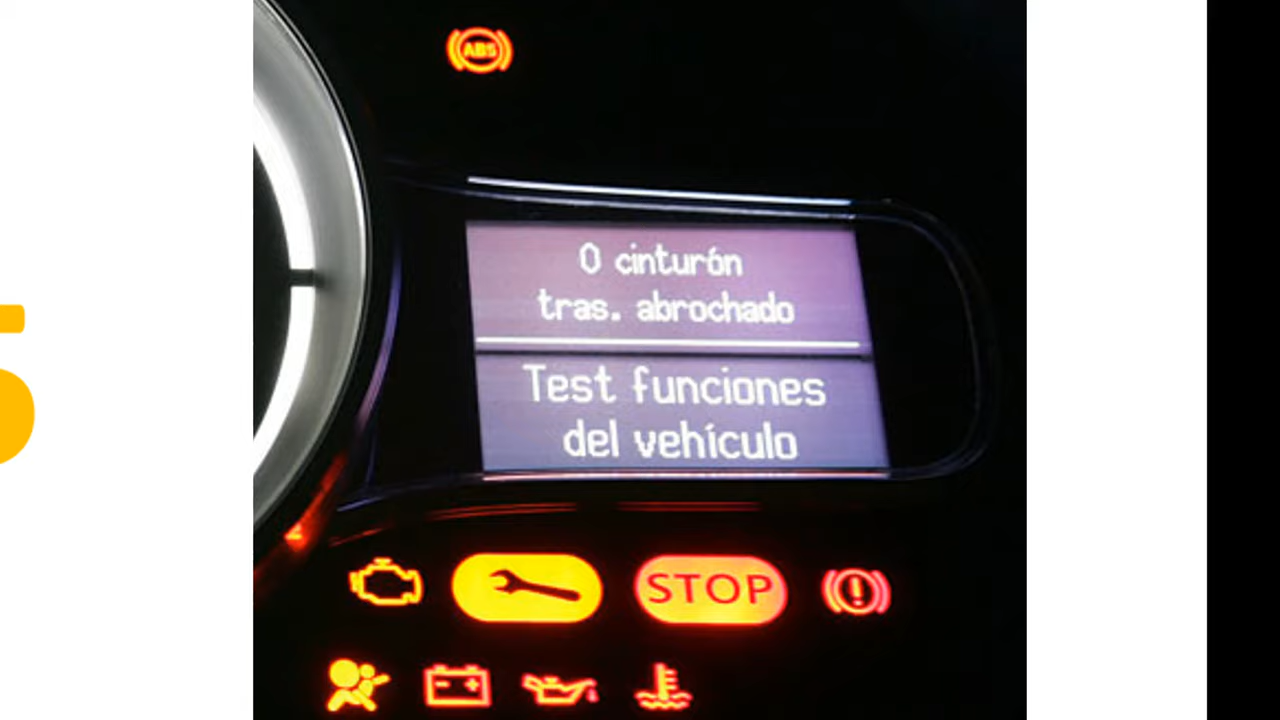 ABS
0 cinturón
tras. abrochado
Test funciones
del vehículo
STOP